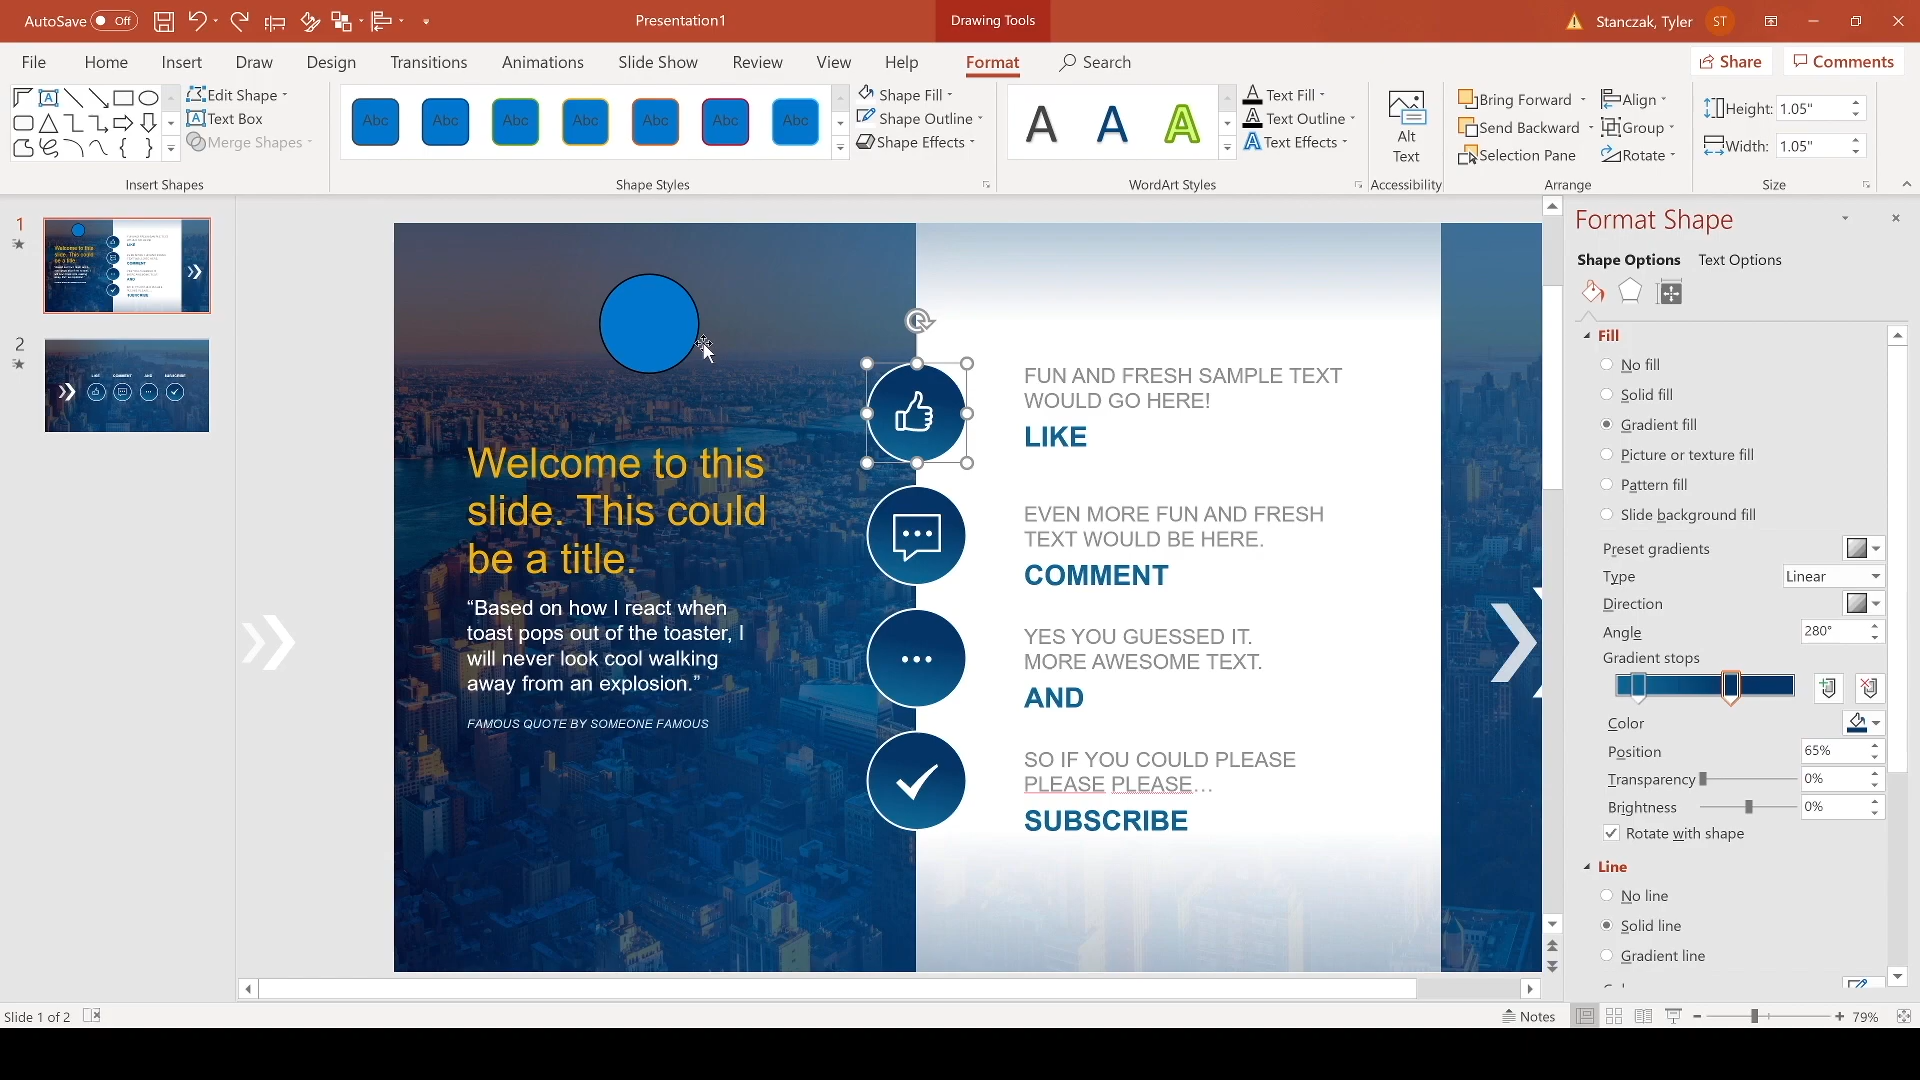 AutoSave Off
Presentation1
Drawing Tools
Stanczak, Tyler
ST
File Home Insert Draw Design Transitions Animations Slide Show Review View Help Format Search
Share
Comments
Edit Shape
Text Box
Merge Shapes
Insert Shapes
Abc Abc Abc Abc Abc Abc Abc
Shape Fill
Shape Outline
Shape Effects
Shape Styles
A A A
Text Fill
Text Outline
Text Effects
WordArt Styles
Alt
Text
Accessibility
Bring Forward
Send Backward
Selection Pane
Align
Group
Rotate
Arrange
Height: 1.05"
Width: 1.05"
Size
1
2
LIKE COMMENT AND SUBSCRIBE
Welcome to this
slide. This could
be a title.
“Based on how I react when
toast pops out of the toaster, I
will never look cool walking
away from an explosion.”
FAMOUS QUOTE BY SOMEONE FAMOUS
FUN AND FRESH SAMPLE TEXT
WOULD GO HERE!
LIKE
EVEN MORE FUN AND FRESH
TEXT WOULD BE HERE.
COMMENT
YES YOU GUESSED IT.
MORE AWESOME TEXT.
AND
SO IF YOU COULD PLEASE
PLEASE PLEASE…
SUBSCRIBE
Format Shape
Shape Options Text Options
Fill
No fill
Solid fill
Gradient fill
Picture or texture fill
Pattern fill
Slide background fill
Preset gradients
Type Linear
Direction
Angle 280°
Gradient stops
Color
Position 65%
Transparency 0%
Brightness 0%
Rotate with shape
Line
No line
Solid line
Gradient line
Slide 1 of 2
Notes
79%